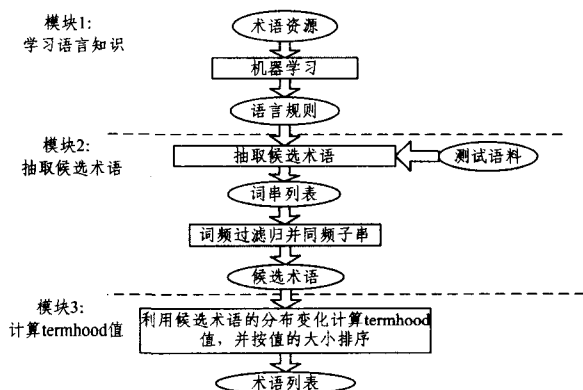 模块1:
学习语言知识
术语资源
机器学习
语言规则
模块2:
抽取候选术语
抽取候选术语
测试语料
词串列表
词频过滤归并同频子串
候选术语
模块3:
计算termhood值
利用候选术语的分布变化计算termhood
值，并按值的大小排序
术语列表